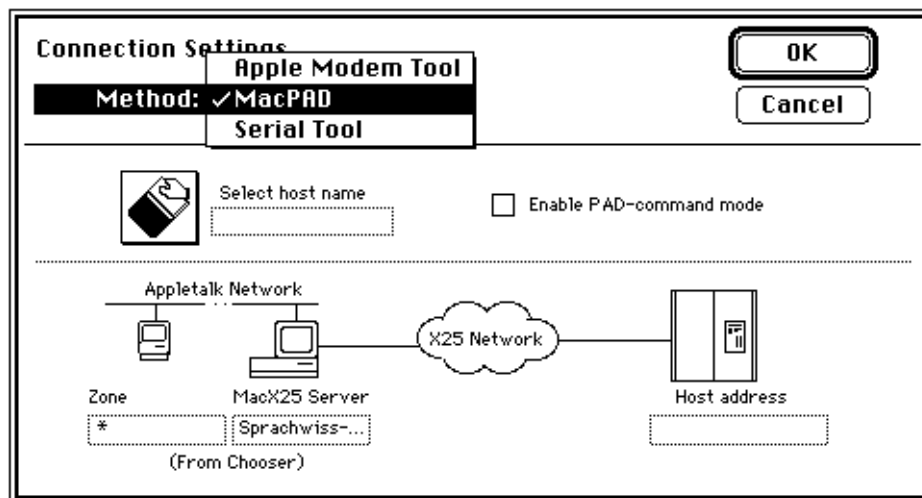 Connection Settings
Apple Modem Tool
Method: ✓MacPAD
Serial Tool
OK
Cancel
Select host name
Enable PAD-command mode
Appletalk Network
X25 Network
Zone
MacX25 Server
Host address
*
Sprachwiss-...
(From Chooser)